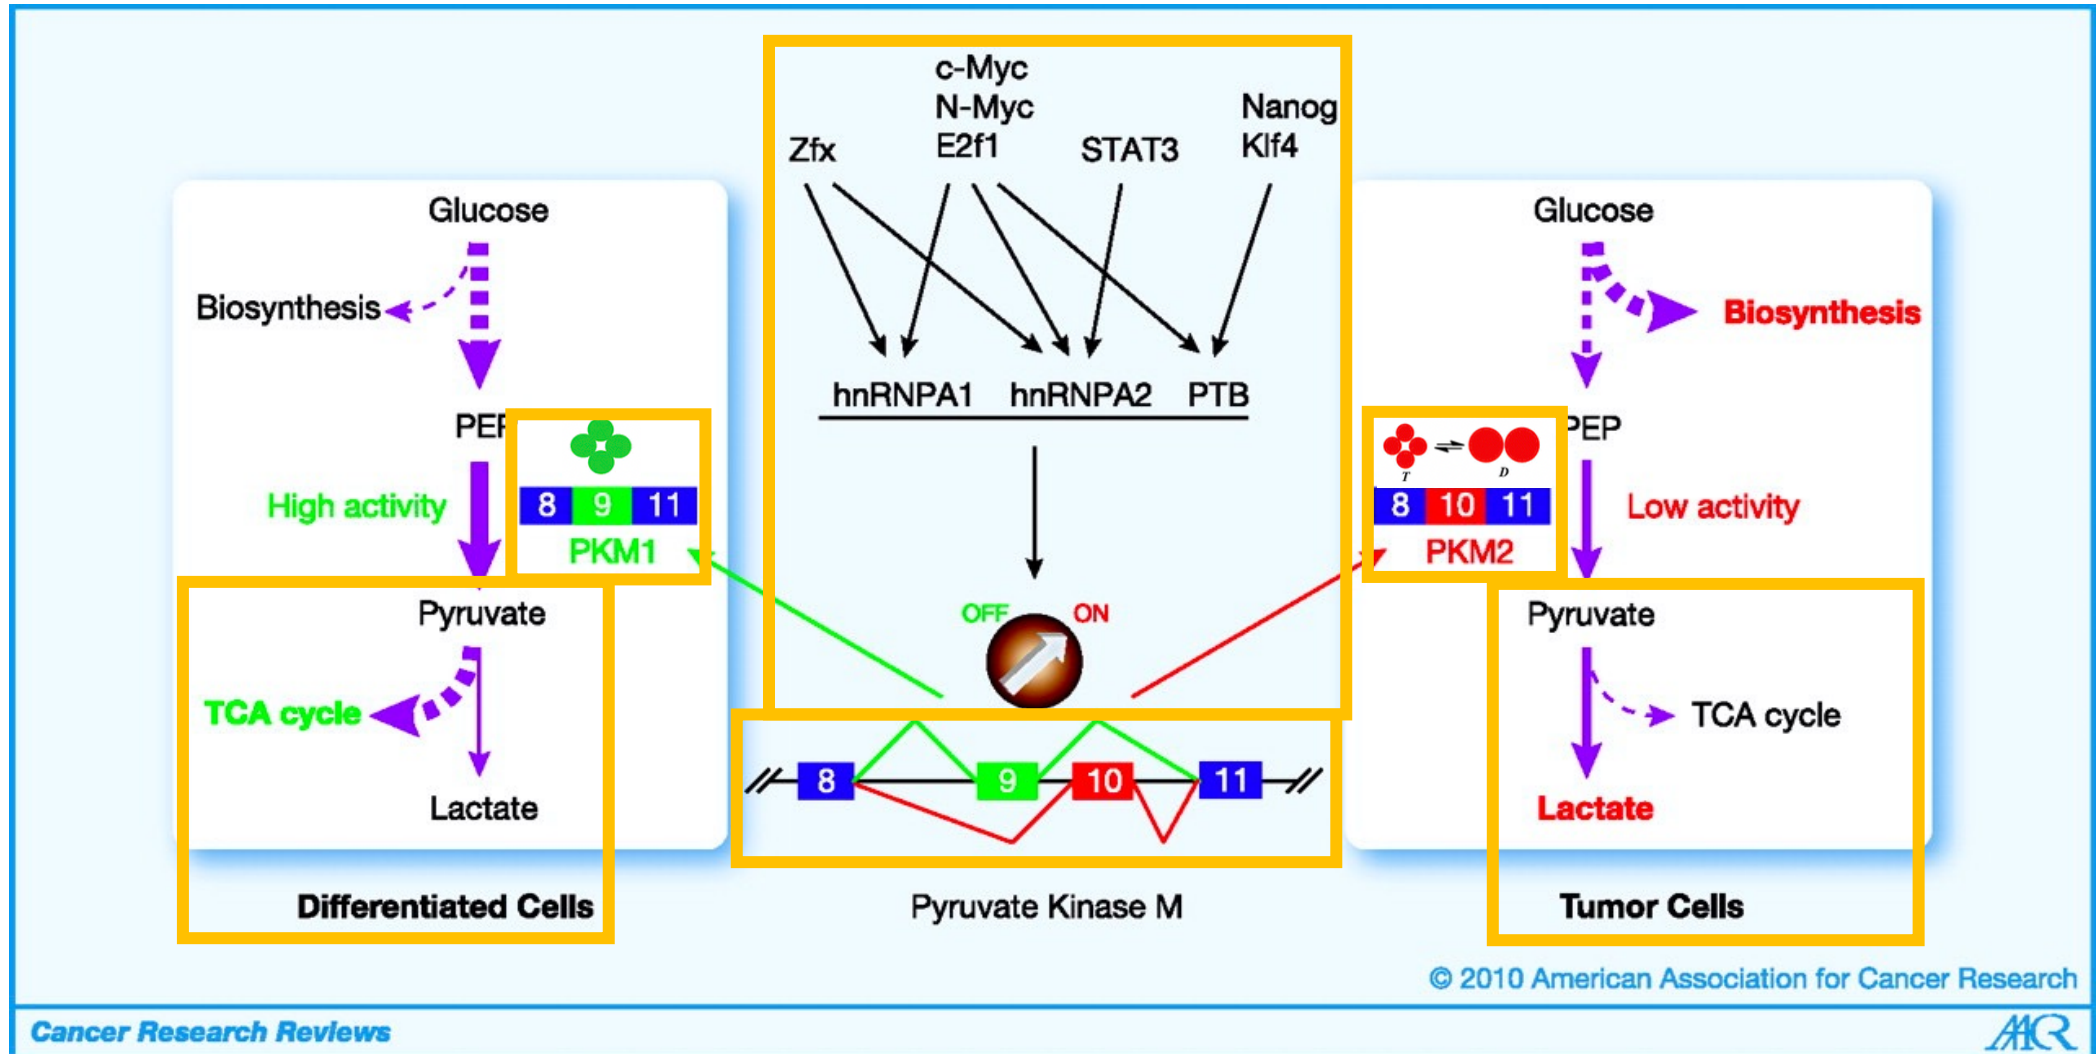 Glucose
Biosynthesis
PEP
High activity
8 9 11
PKM1
Pyruvate
TCA cycle
Lactate
Differentiated Cells
c-Myc
N-Myc
E2f1
Zfx
STAT3
Nanog
Klf4
hnRNPA1 hnRNPA2 PTB
OFF ON
8 9 10 11
Pyruvate Kinase M
Glucose
Biosynthesis
PEP
T D
8 10 11
PKM2
Low activity
Pyruvate
TCA cycle
Lactate
Tumor Cells
© 2010 American Association for Cancer Research
Cancer Research Reviews
AACR